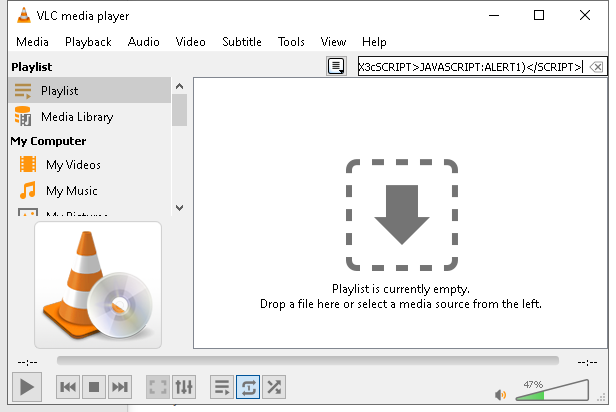 VLC media player
Media Playback Audio Video Subtitle Tools View Help
Playlist
X3cSCRIPT>JAVASCRIPT:ALERT1)</SCRIPT>
Playlist
Media Library
My Computer
My Videos
My Music
My Pictures
Playlist is currently empty.
Drop a file here or select a media source from the left.
--:-- --:--
47%